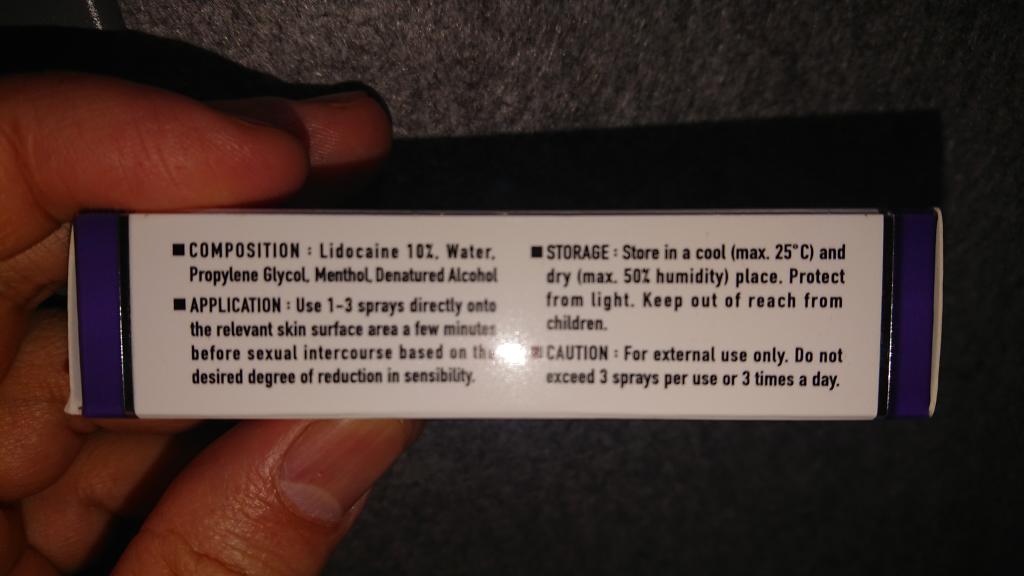 ■ COMPOSITION : Lidocaine 10%, Water,
Propylene Glycol, Menthol, Denatured Alcohol
■ APPLICATION : Use 1-3 sprays directly onto
the relevant skin surface area a few minutes
before sexual intercourse based on the
desired degree of reduction in sensibility.
■ STORAGE : Store in a cool (max. 25°C) and
dry (max. 50% humidity) place. Protect
from light. Keep out of reach from
children.
■ CAUTION : For external use only. Do not
exceed 3 sprays per use or 3 times a day.